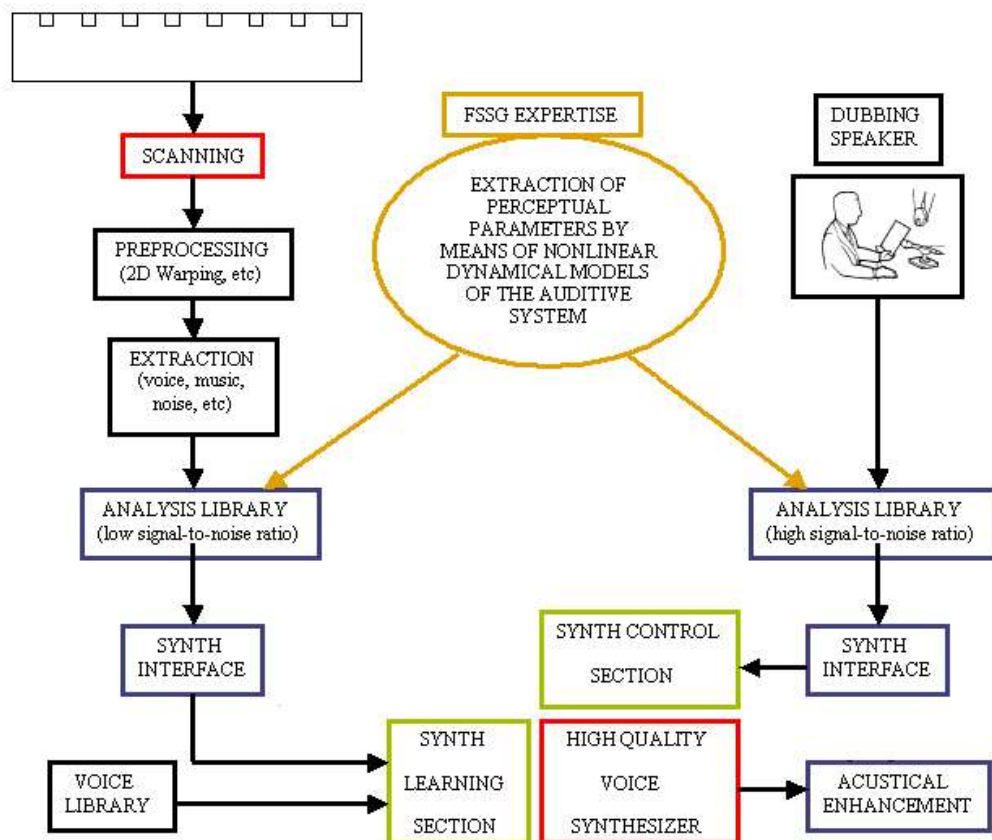 FSSG EXPERTISE
DUBBING
SPEAKER
SCANNING
EXTRACTION OF
PERCEPTUAL
PARAMETERS BY
MEANS OF NONLINEAR
DYNAMICAL MODELS
OF THE AUDITIVE
SYSTEM
PREPROCESSING
(2D Warping, etc)
EXTRACTION
(voice, music,
noise, etc)
ANALYSIS LIBRARY
(low signal-to-noise ratio)
ANALYSIS LIBRARY
(high signal-to-noise ratio)
SYNTH
INTERFACE
SYNTH CONTROL
SECTION
SYNTH
INTERFACE
VOICE
LIBRARY
SYNTH
LEARNING
SECTION
HIGH QUALITY
VOICE
SYNTHESIZER
ACUSTICAL
ENHANCEMENT